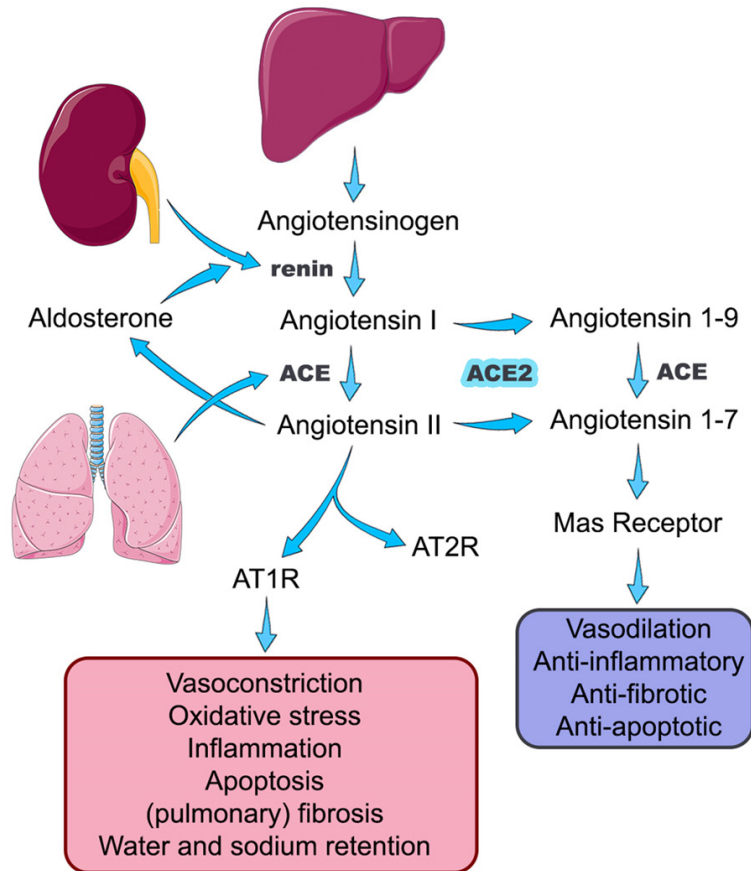 Angiotensinogen
renin
Aldosterone
Angiotensin I
Angiotensin 1-9
ACE
ACE2
ACE
Angiotensin II
Angiotensin 1-7
Mas Receptor
AT1R
AT2R
Vasodilation
Anti-inflammatory
Anti-fibrotic
Anti-apoptotic
Vasoconstriction
Oxidative stress
Inflammation
Apoptosis
(pulmonary) fibrosis
Water and sodium retention